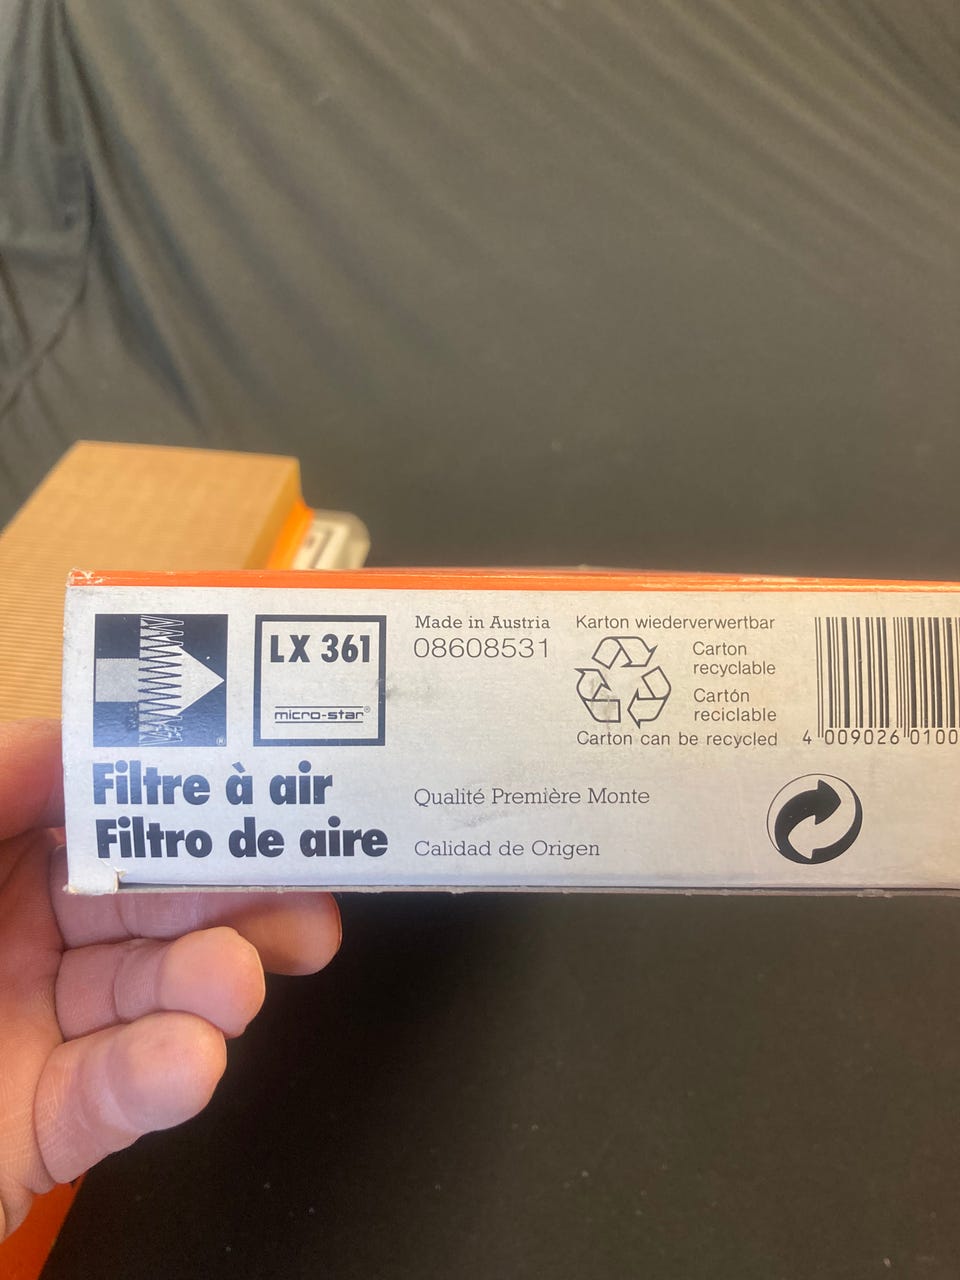 LX 361
micro-star®
Made in Austria
08608531
Karton wiederverwertbar
Carton
recyclable
Cartón
reciclable
Carton can be recycled
4 009026 0100
®
Filtre à air
Filtro de aire
Qualité Première Monte
Calidad de Origen